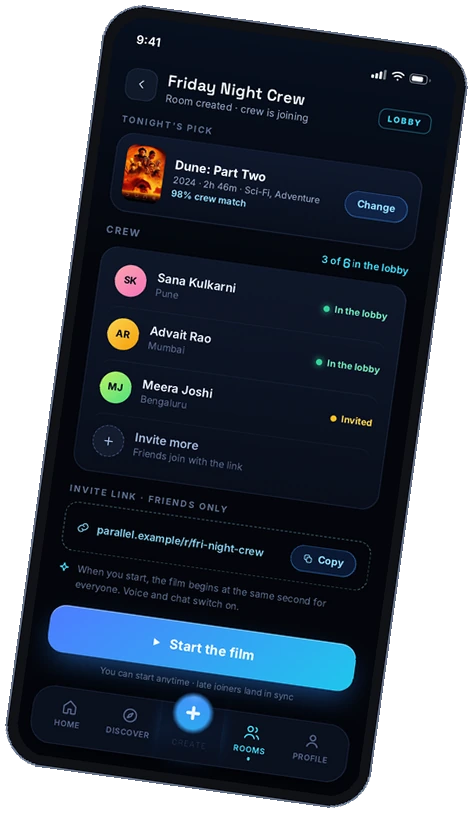 9:41
Friday Night Crew
Room created · crew is joining
LOBBY
TONIGHT'S PICK
Dune: Part Two
2024 · 2h 46m · Sci-Fi, Adventure
98% crew match
Change
CREW
3 of 6 in the lobby
SK
Sana Kulkarni
Pune
In the lobby
AR
Advait Rao
Mumbai
In the lobby
MJ
Meera Joshi
Bengaluru
Invited
Invite more
Friends join with the link
INVITE LINK · FRIENDS ONLY
parallel.example/r/fri-night-crew
Copy
When you start, the film begins at the same second for
everyone. Voice and chat switch on.
Start the film
You can start anytime · late joiners land in sync
HOME
DISCOVER
CREATE
ROOMS
PROFILE